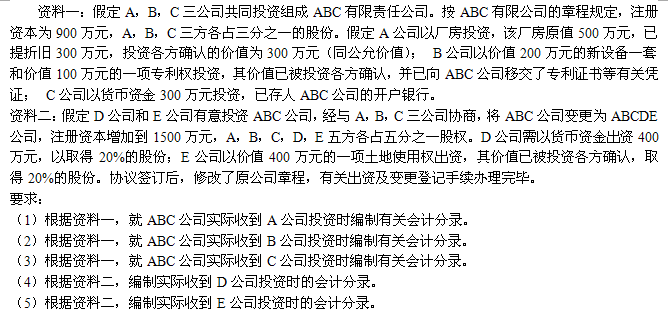 资料一：假定 A，B，C 三公司共同投资组成 ABC 有限责任公司。按 ABC 有限公司的章程规定，注册
资本为 900 万元，A，B，C 三方各占三分之一的股份。假定 A 公司以厂房投资，该厂房原值 500 万元，已
提折旧 300 万元，投资各方确认的价值为 300 万元（同公允价值）； B 公司以价值 200 万元的新设备一套
和价值 100 万元的一项专利权投资，其价值已被投资各方确认，并已向 ABC 公司移交了专利证书等有关凭
证； C 公司以货币资金 300 万元投资，已存人 ABC 公司的开户银行。
资料二：假定 D 公司和 E 公司有意投资 ABC 公司，经与 A，B，C 三公司协商，将 ABC 公司变更为 ABCDE
公司，注册资本增加到 1500 万元，A，B，C，D，E 五方各占五分之一股权。D 公司需以货币资金出资 400
万元，以取得 20%的股份；E 公司以价值 400 万元的一项土地使用权出资，其价值已被投资各方确认，取
得 20%的股份。协议签订后，修改了原公司章程，有关出资及变更登记手续办理完毕。
要求：
（1）根据资料一，就 ABC 公司实际收到 A 公司投资时编制有关会计分录。
（2）根据资料一，就 ABC 公司实际收到 B 公司投资时编制有关会计分录。
（3）根据资料一，就 ABC 公司实际收到 C 公司投资时编制有关会计分录。
（4）根据资料二，编制实际收到 D 公司投资时的会计分录。
（5）根据资料二，编制实际收到 E 公司投资时的会计分录。